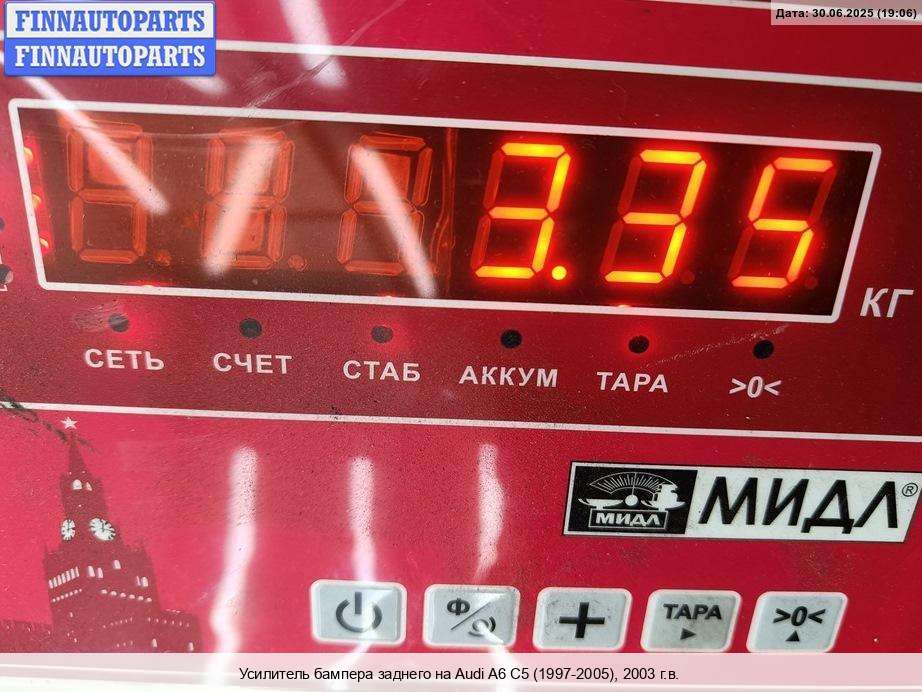 Дата: 30.06.2025 (19:06)
FINNAUTOPARTS
FINNAUTOPARTS
3.35
КГ
СЕТЬ СЧЕТ СТАБ АККУМ ТАРА >0<
МИДЛ МИДЛ®
Ф + ТАРА >0<
Усилитель бампера заднего на Audi A6 C5 (1997-2005), 2003 г.в.